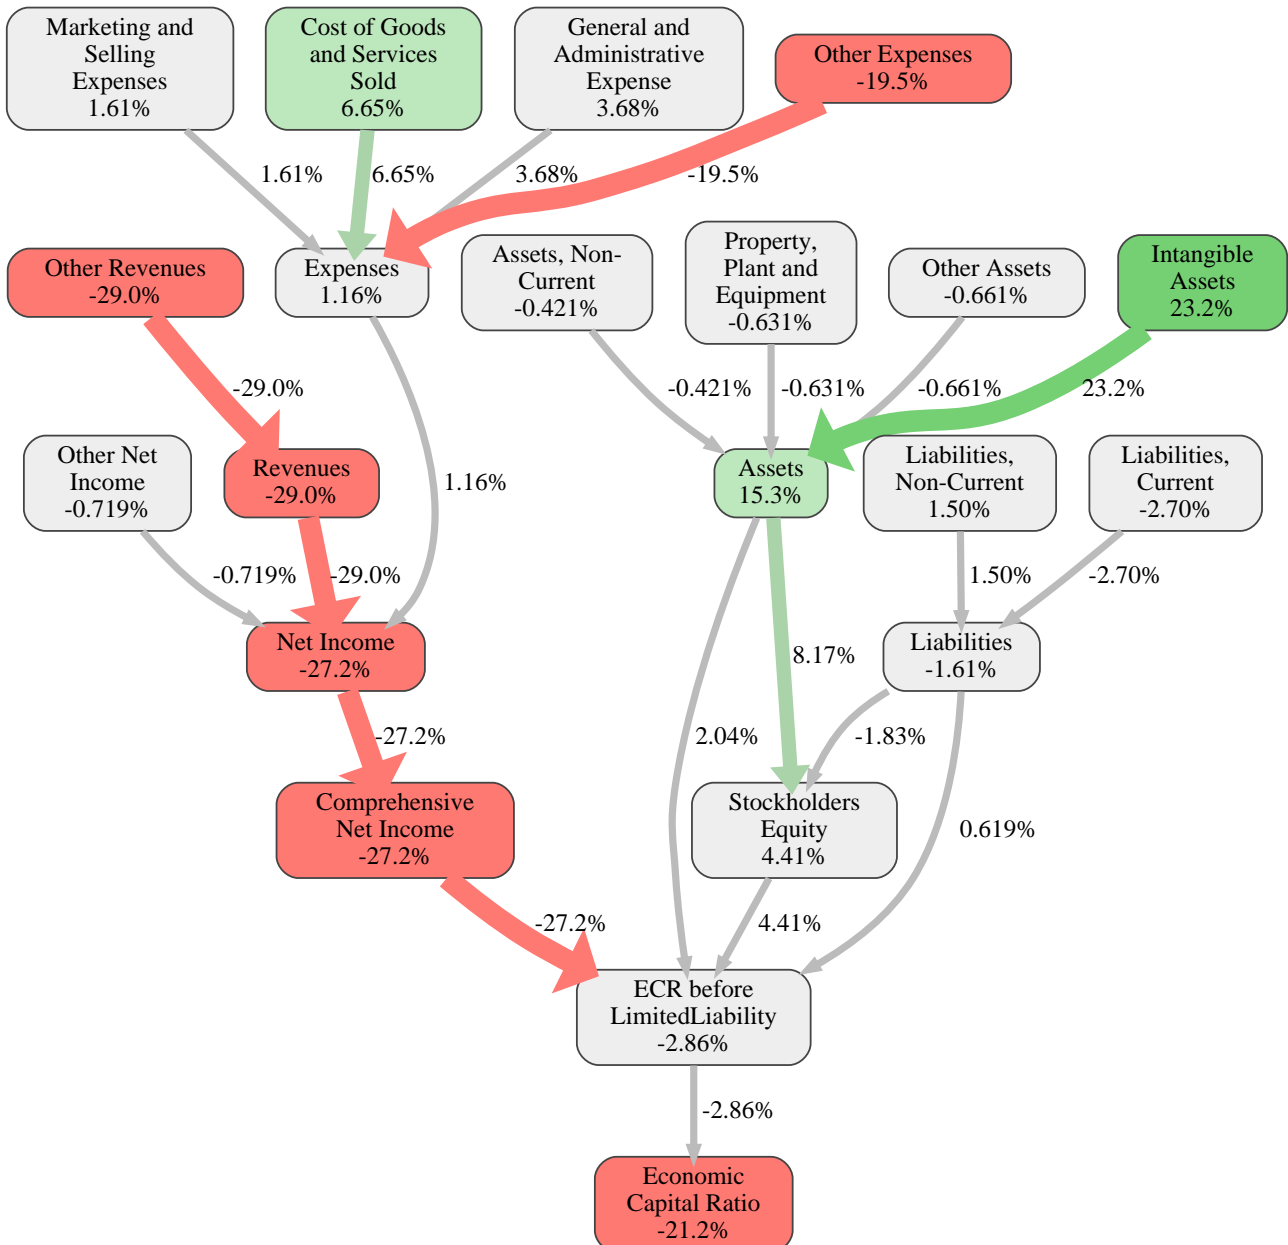 Marketing and
Selling
Expenses
1.61%
Cost of Goods
and Services
Sold
6.65%
General and
Administrative
Expense
3.68%
Other Expenses
-19.5%
1.61%
6.65%
3.68%
-19.5%
Other Revenues
-29.0%
Expenses
1.16%
Assets, Non-
Current
-0.421%
Property,
Plant and
Equipment
-0.631%
Other Assets
-0.661%
Intangible
Assets
23.2%
-29.0%
-0.421%
-0.631%
-0.661%
23.2%
Other Net
Income
-0.719%
Revenues
-29.0%
1.16%
Assets
15.3%
Liabilities,
Non-Current
1.50%
Liabilities,
Current
-2.70%
-0.719%
-29.0%
1.50%
-2.70%
Net Income
-27.2%
8.17%
Liabilities
-1.61%
-27.2%
2.04%
-1.83%
Comprehensive
Net Income
-27.2%
Stockholders
Equity
4.41%
0.619%
-27.2%
4.41%
ECR before
LimitedLiability
-2.86%
-2.86%
Economic
Capital Ratio
-21.2%